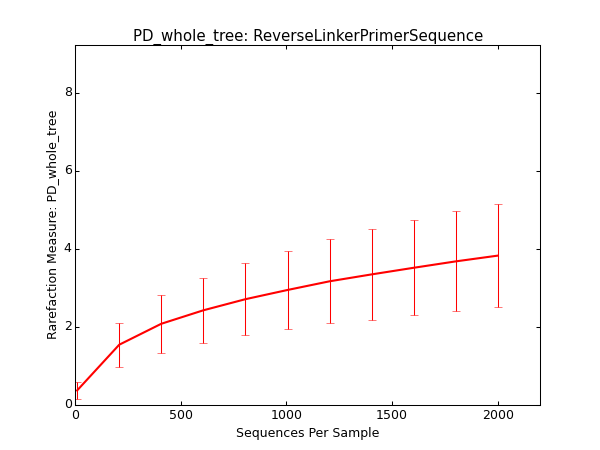 PD_whole_tree: ReverseLinkerPrimerSequence
Rarefaction Measure: PD_whole_tree
8
6
4
2
0
0 500 1000 1500 2000
Sequences Per Sample